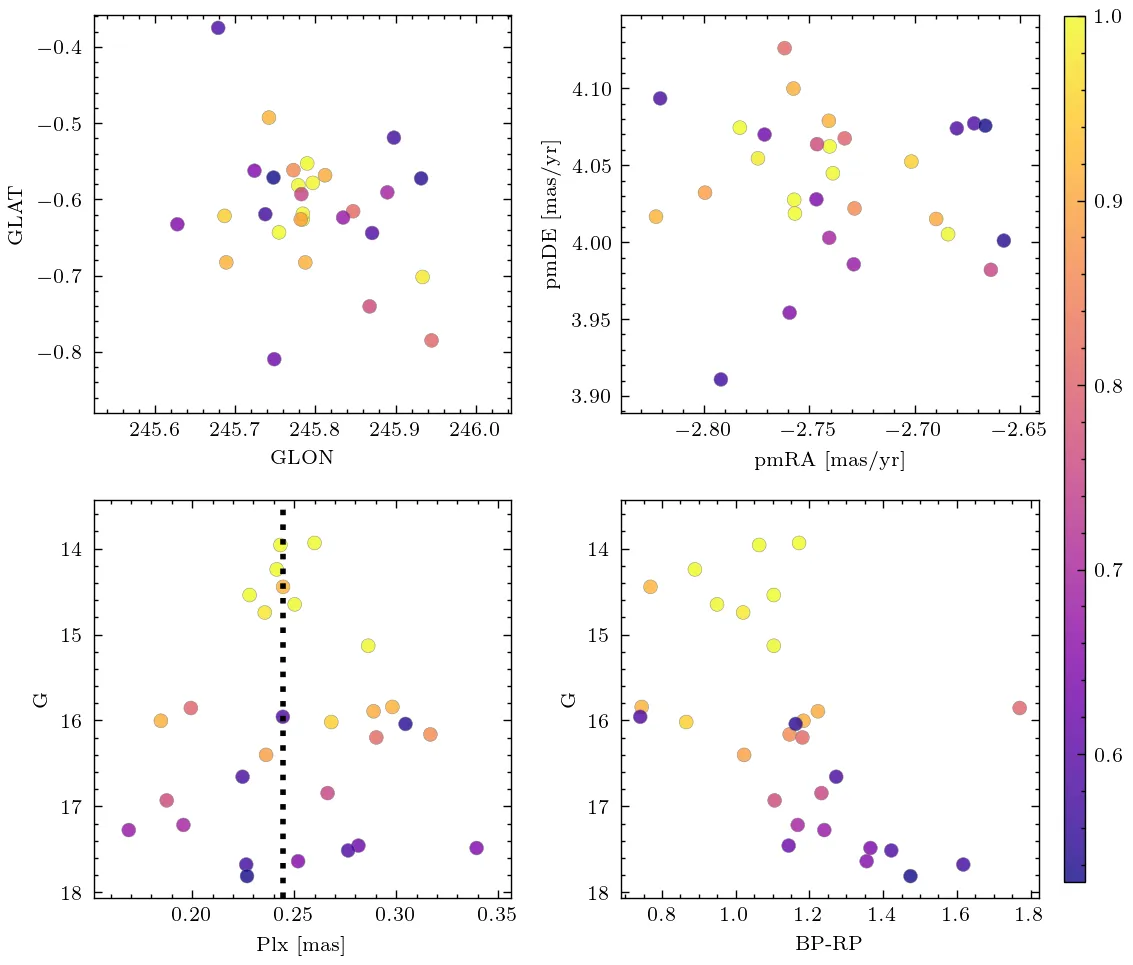 −0.4
−0.5
−0.6
−0.7
−0.8
GLAT
245.6 245.7 245.8 245.9 246.0
GLON
4.10
4.05
4.00
3.95
3.90
pmDE [mas/yr]
−2.80 −2.75 −2.70 −2.65
pmRA [mas/yr]
14
15
16
17
18
G
0.20 0.25 0.30 0.35
Plx [mas]
14
15
16
17
18
G
0.8 1.0 1.2 1.4 1.6 1.8
BP-RP
1.0
0.9
0.8
0.7
0.6